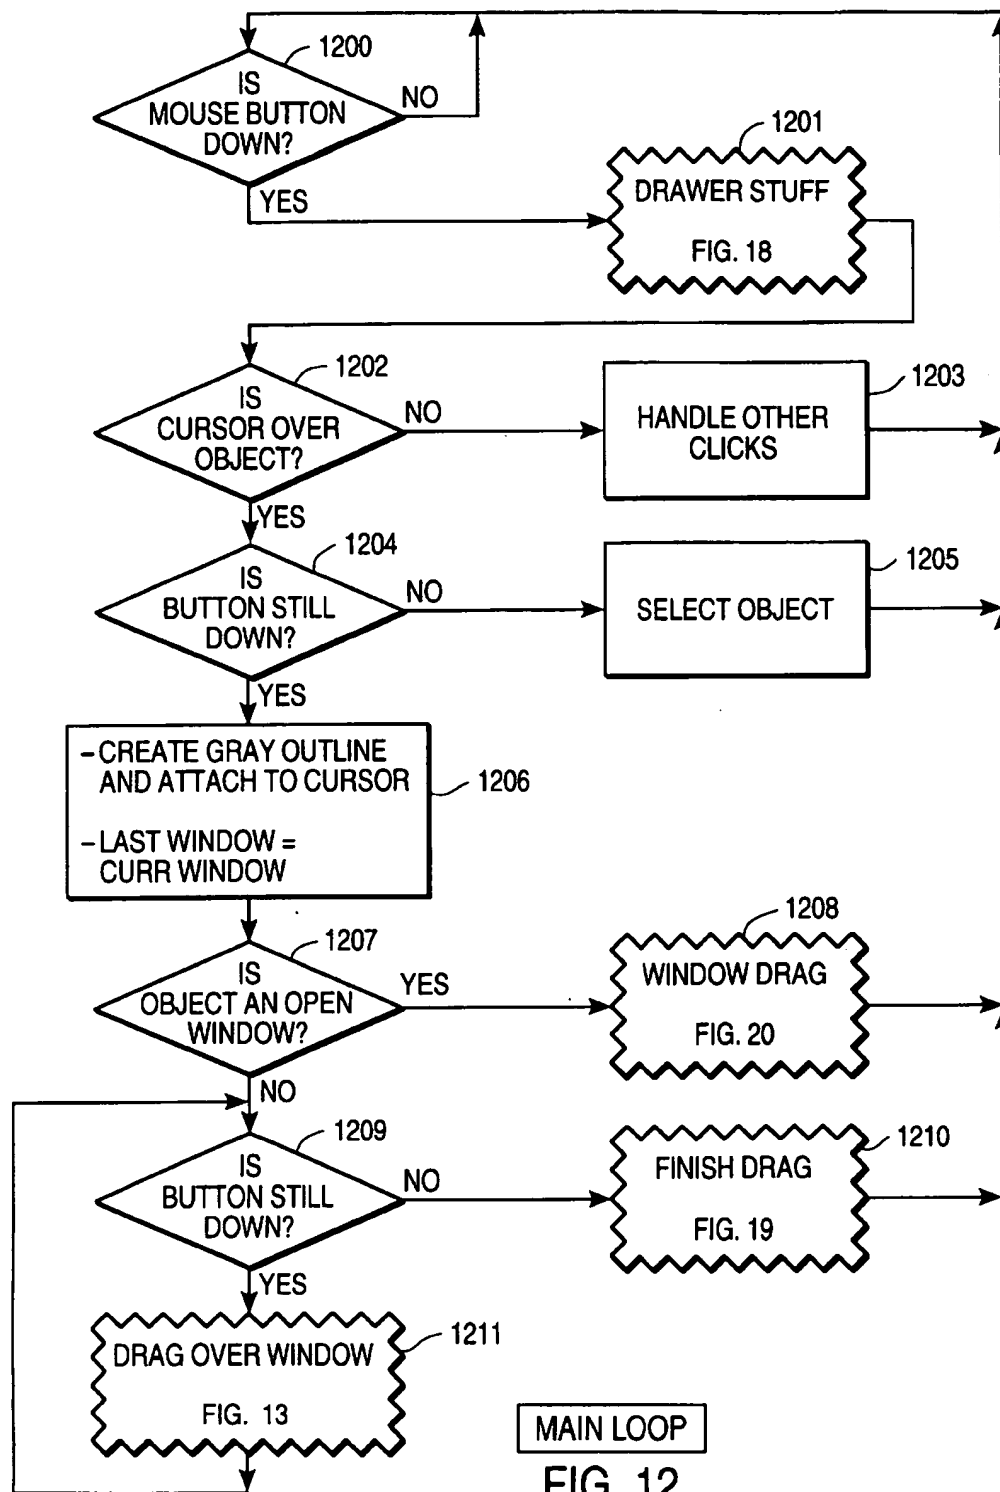 1200
IS
MOUSE BUTTON
DOWN?
NO
YES
1201
DRAWER STUFF
FIG. 18
1202
IS
CURSOR OVER
OBJECT?
NO
YES
1203
HANDLE OTHER
CLICKS
1204
IS
BUTTON STILL
DOWN?
NO
YES
1205
SELECT OBJECT
– CREATE GRAY OUTLINE
AND ATTACH TO CURSOR
– LAST WINDOW =
CURR WINDOW
1206
1207
IS
OBJECT AN OPEN
WINDOW?
YES
NO
1208
WINDOW DRAG
FIG. 20
1209
IS
BUTTON STILL
DOWN?
NO
YES
1210
FINISH DRAG
FIG. 19
1211
DRAG OVER WINDOW
FIG. 13
MAIN LOOP
FIG. 12